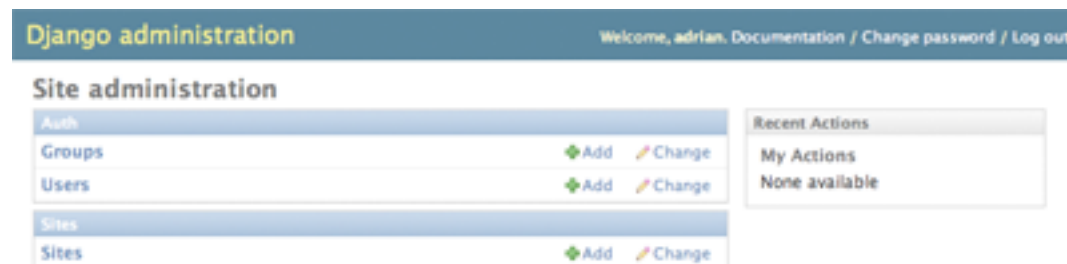 Django administration
Welcome, adrian. Documentation / Change password / Log out
Site administration
Auth
Groups Add Change
Users Add Change
Sites
Sites Add Change
Recent Actions
My Actions
None available